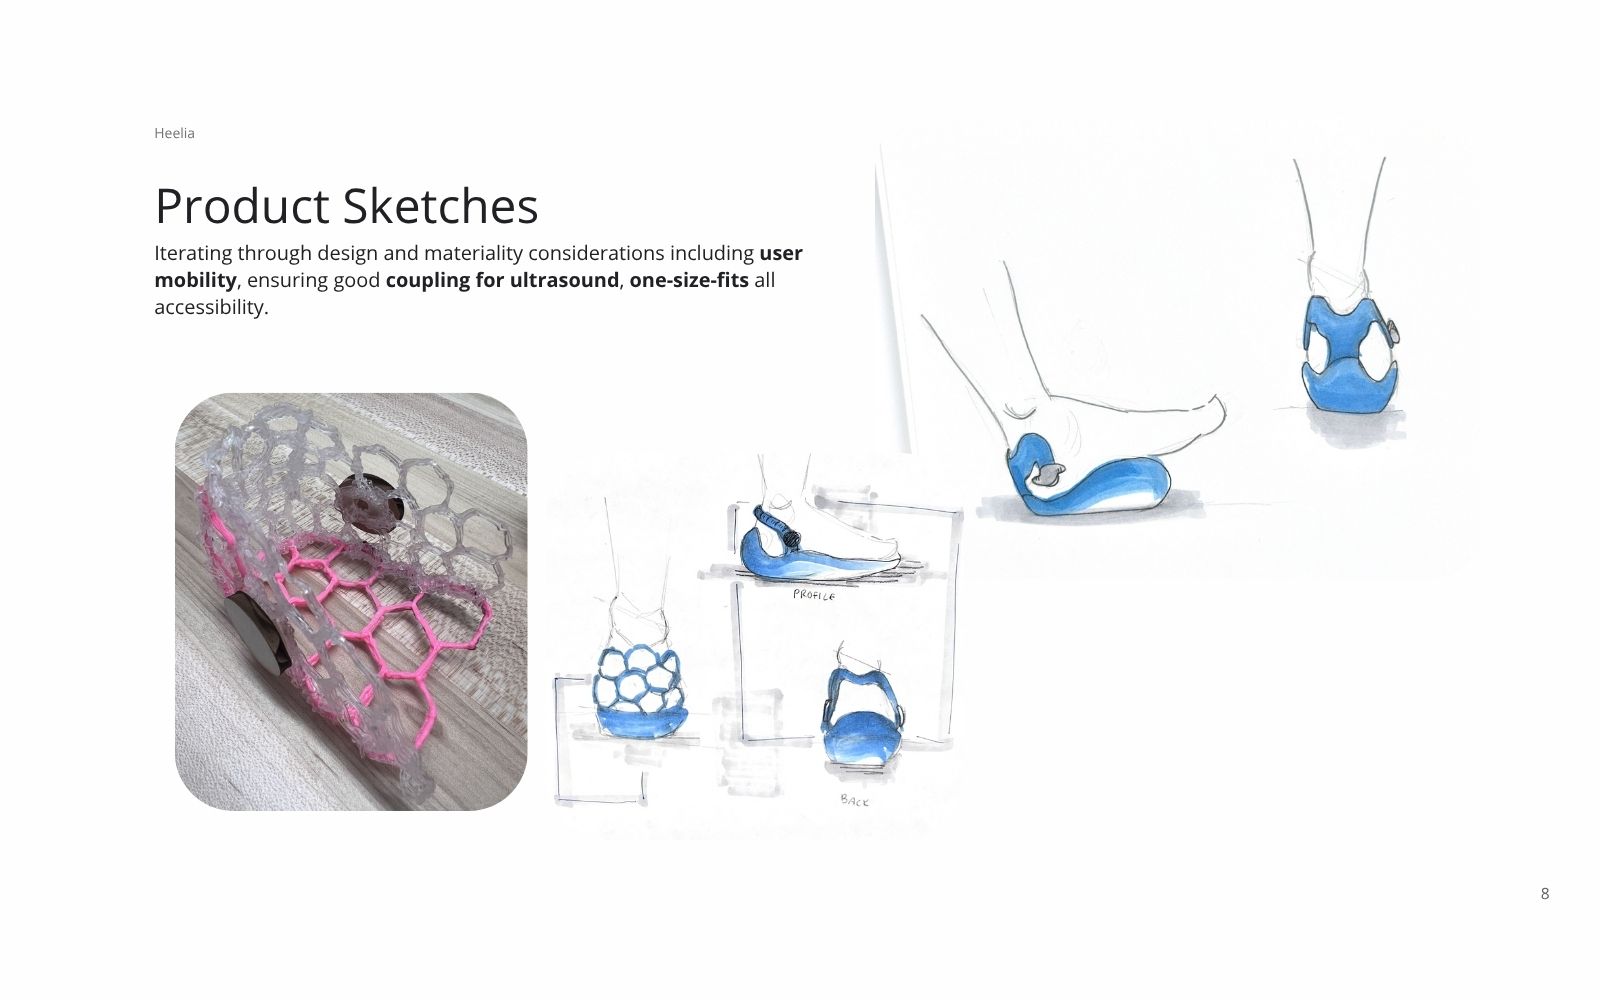 Heelia
Product Sketches
Iterating through design and materiality considerations including user
mobility, ensuring good coupling for ultrasound, one-size-fits all
accessibility.
PROFILE
BACK
8